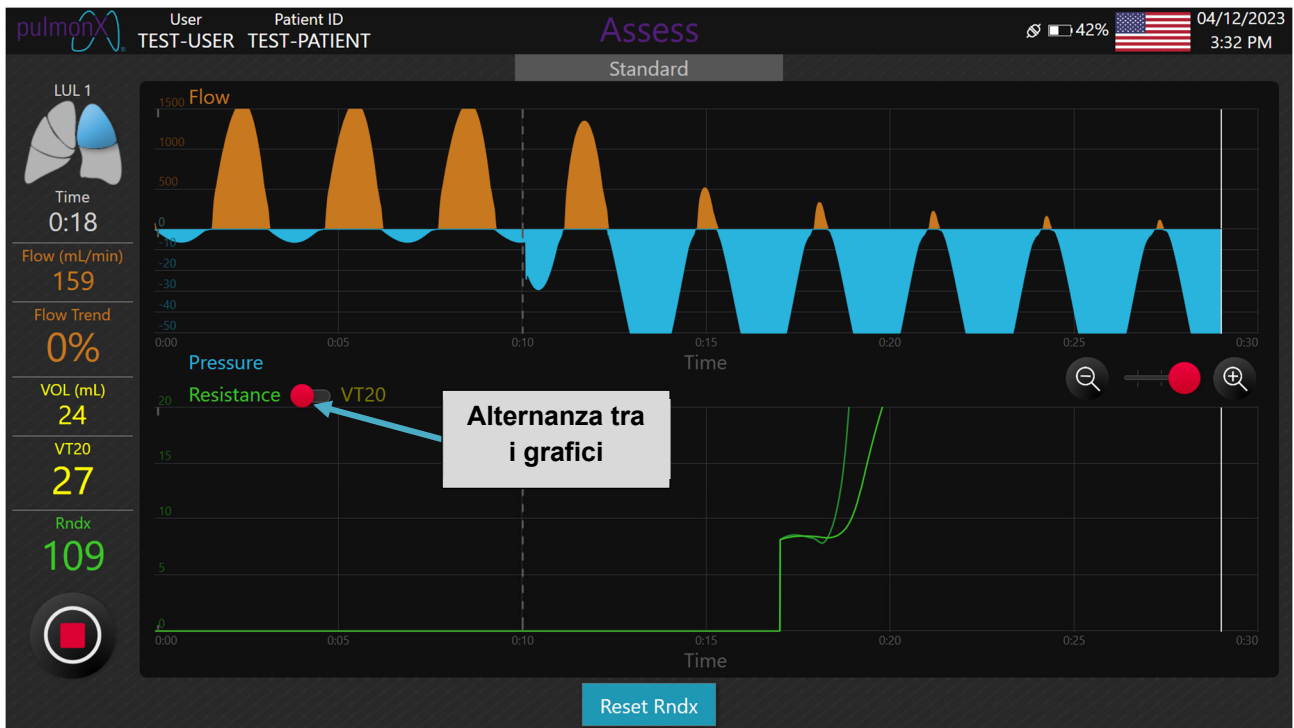 pulmonX
User
TEST-USER
Patient ID
TEST-PATIENT
Assess
42%
04/12/2023
3:32 PM
Standard
LUL 1
Time
0:18
Flow (mL/min)
159
Flow Trend
0%
VOL (mL)
24
VT20
27
Rndx
109
Flow
1500
1000
500
0
-10
-20
-30
-40
-50
0:00 0:05 0:10 0:15 0:20 0:25 0:30
Pressure
Time
Resistance VT20
Alternanza tra
i grafici
20
15
10
5
0
0:00 0:05 0:10 0:15 0:20 0:25 0:30
Time
Reset Rndx